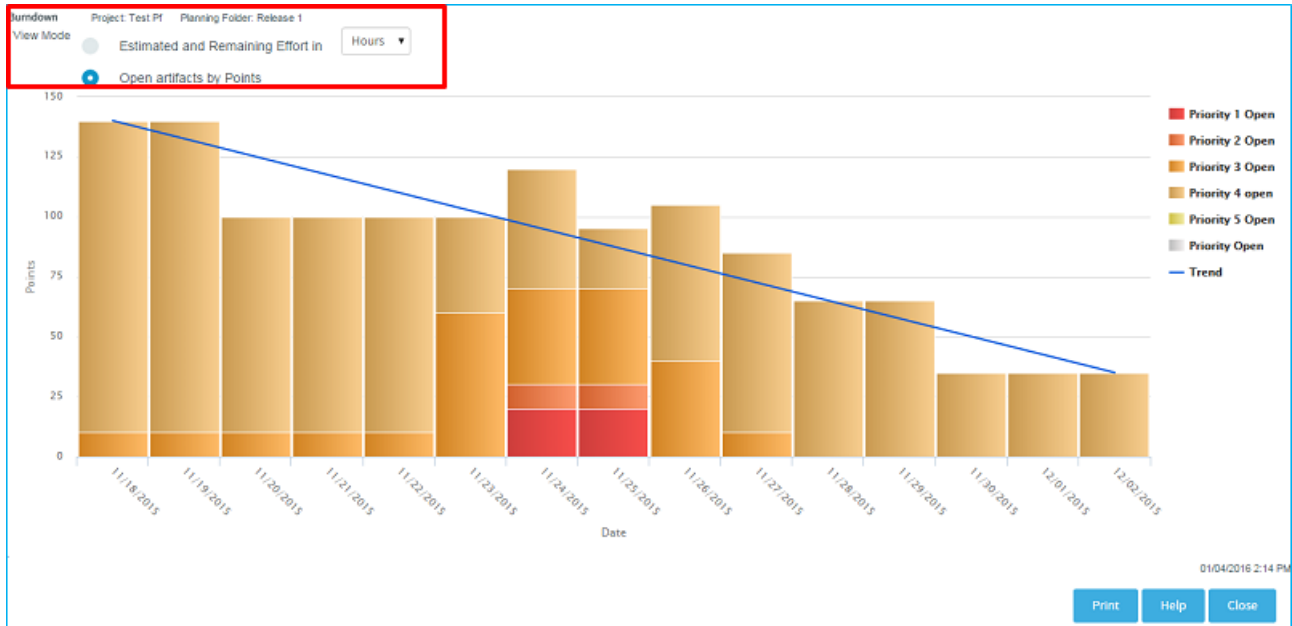 Burndown Project: Test Pf Planning Folder: Release 1
View Mode
Estimated and Remaining Effort in Hours
Open artifacts by Points
150
125
100
75
50
25
0
Points
11/18/2015
11/19/2015
11/20/2015
11/21/2015
11/22/2015
11/23/2015
11/24/2015
11/25/2015
11/26/2015
11/27/2015
11/28/2015
11/29/2015
11/30/2015
12/01/2015
12/02/2015
Date
Priority 1 Open
Priority 2 Open
Priority 3 Open
Priority 4 open
Priority 5 Open
Priority Open
Trend
01/04/2016 2:14 PM
Print Help Close